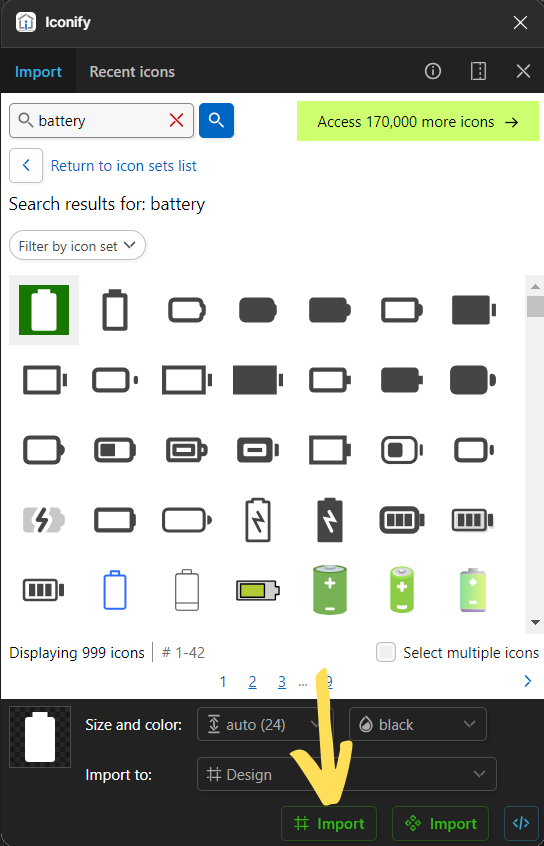 Iconify
Import Recent icons
battery
Access 170,000 more icons →
Return to icon sets list
Search results for: battery
Filter by icon set
Displaying 999 icons | # 1-42
Select multiple icons
1 2 3 ... 9
Size and color: auto (24) black
Import to: # Design
Import Import </>